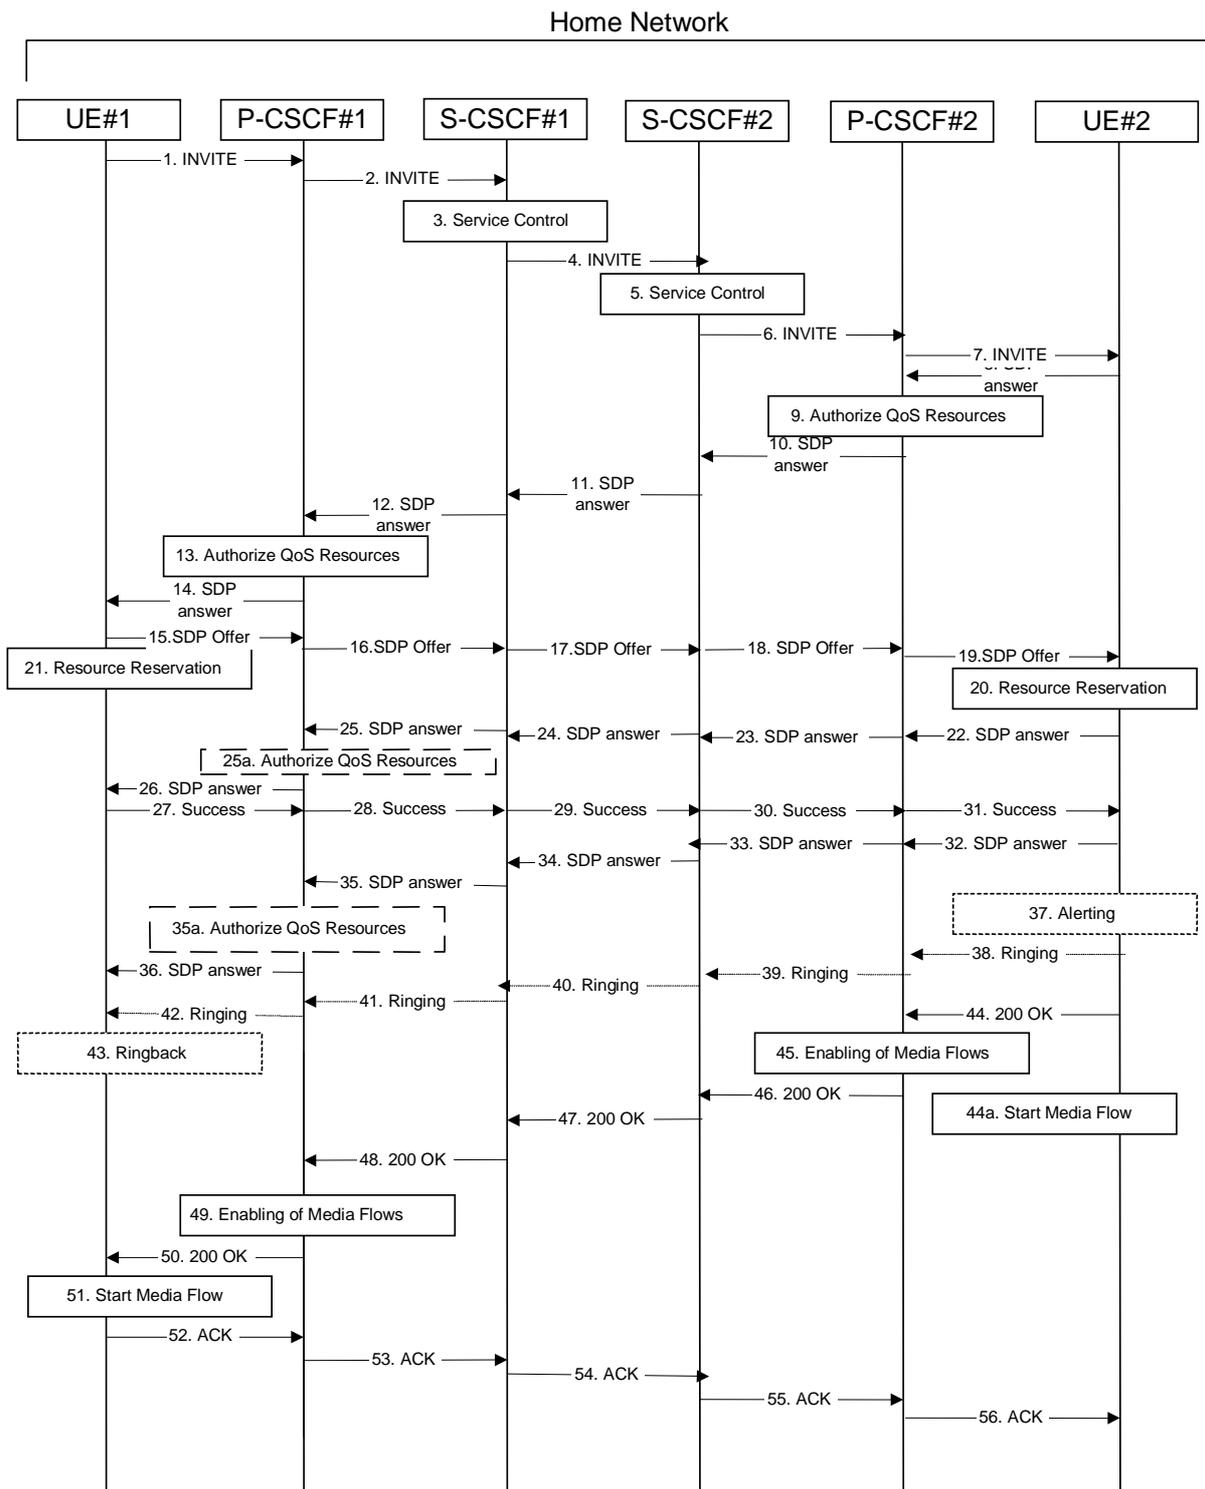 Home Network
UE#1
P-CSCF#1
S-CSCF#1
S-CSCF#2
P-CSCF#2
UE#2
1. INVITE
2. INVITE
3. Service Control
4. INVITE
5. Service Control
6. INVITE
7. INVITE
answer
9. Authorize QoS Resources
10. SDP
answer
11. SDP
answer
12. SDP
answer
13. Authorize QoS Resources
14. SDP
answer
15.SDP Offer
16.SDP Offer
17.SDP Offer
18. SDP Offer
19.SDP Offer
21. Resource Reservation
20. Resource Reservation
25. SDP answer
24. SDP answer
23. SDP answer
22. SDP answer
25a. Authorize QoS Resources
26. SDP answer
27. Success
28. Success
29. Success
30. Success
31. Success
33. SDP answer
32. SDP answer
34. SDP answer
35. SDP answer
35a. Authorize QoS Resources
37. Alerting
36. SDP answer
38. Ringing
39. Ringing
40. Ringing
41. Ringing
42. Ringing
44. 200 OK
43. Ringback
45. Enabling of Media Flows
46. 200 OK
44a. Start Media Flow
47. 200 OK
48. 200 OK
49. Enabling of Media Flows
50. 200 OK
51. Start Media Flow
52. ACK
53. ACK
54. ACK
55. ACK
56. ACK